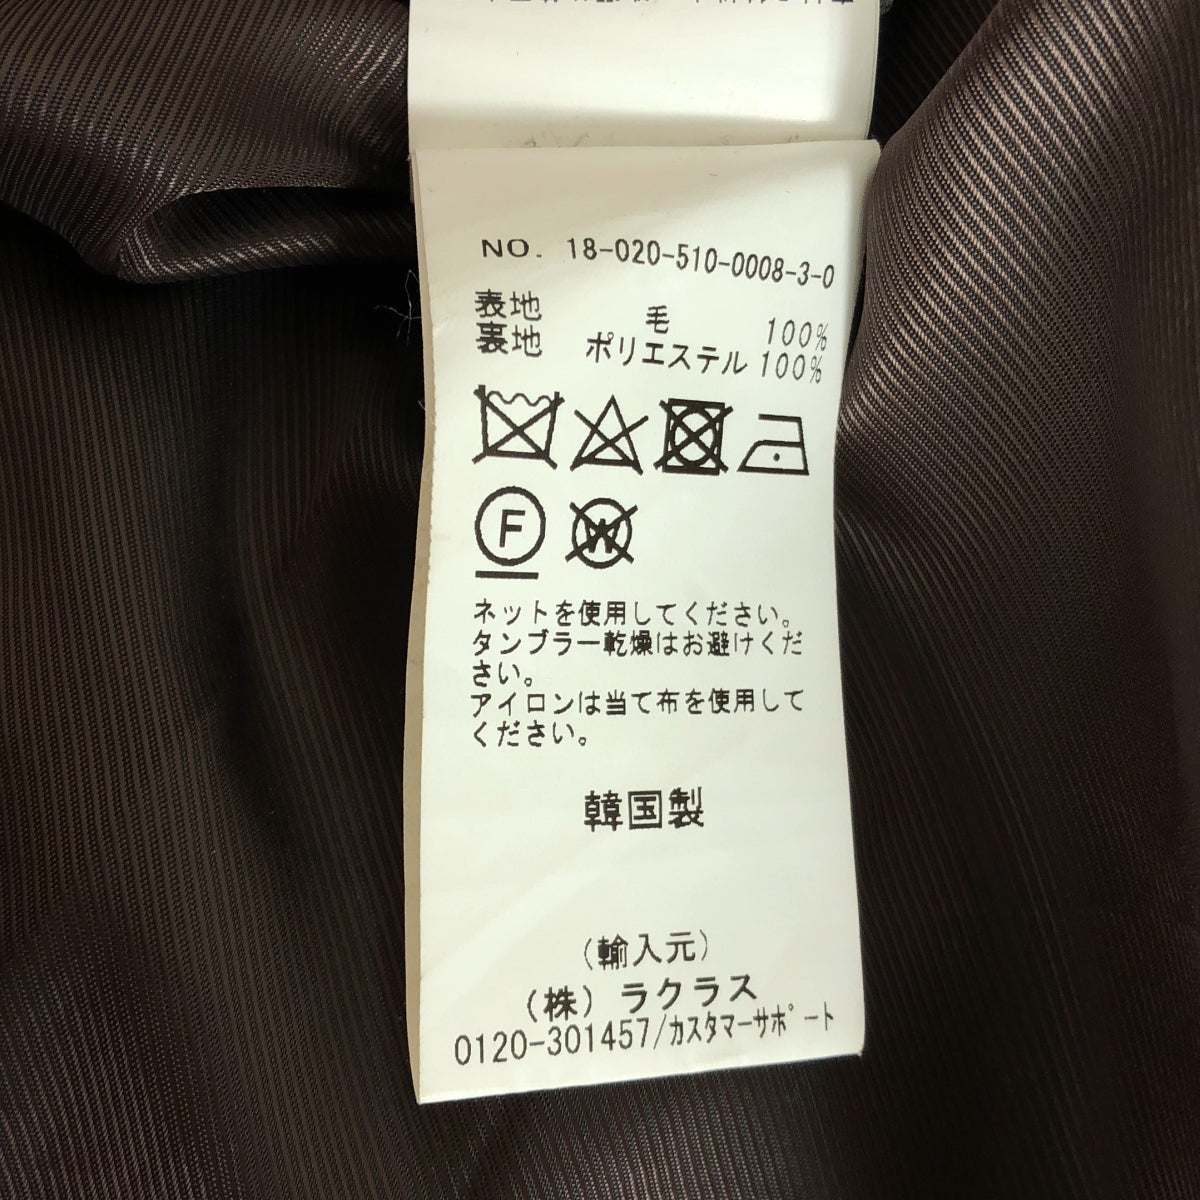 NO. 18-020-510-0008-3-0
表地 毛 100%
裏地 ポリエステル 100%
F
W
ネットを使用してください。
タンブラー乾燥はお避けくだ
さい。
アイロンは当て布を使用して
ください。
韓国製
(輸入元)
(株) ラクラス
0120-301457/カスタマーサポート